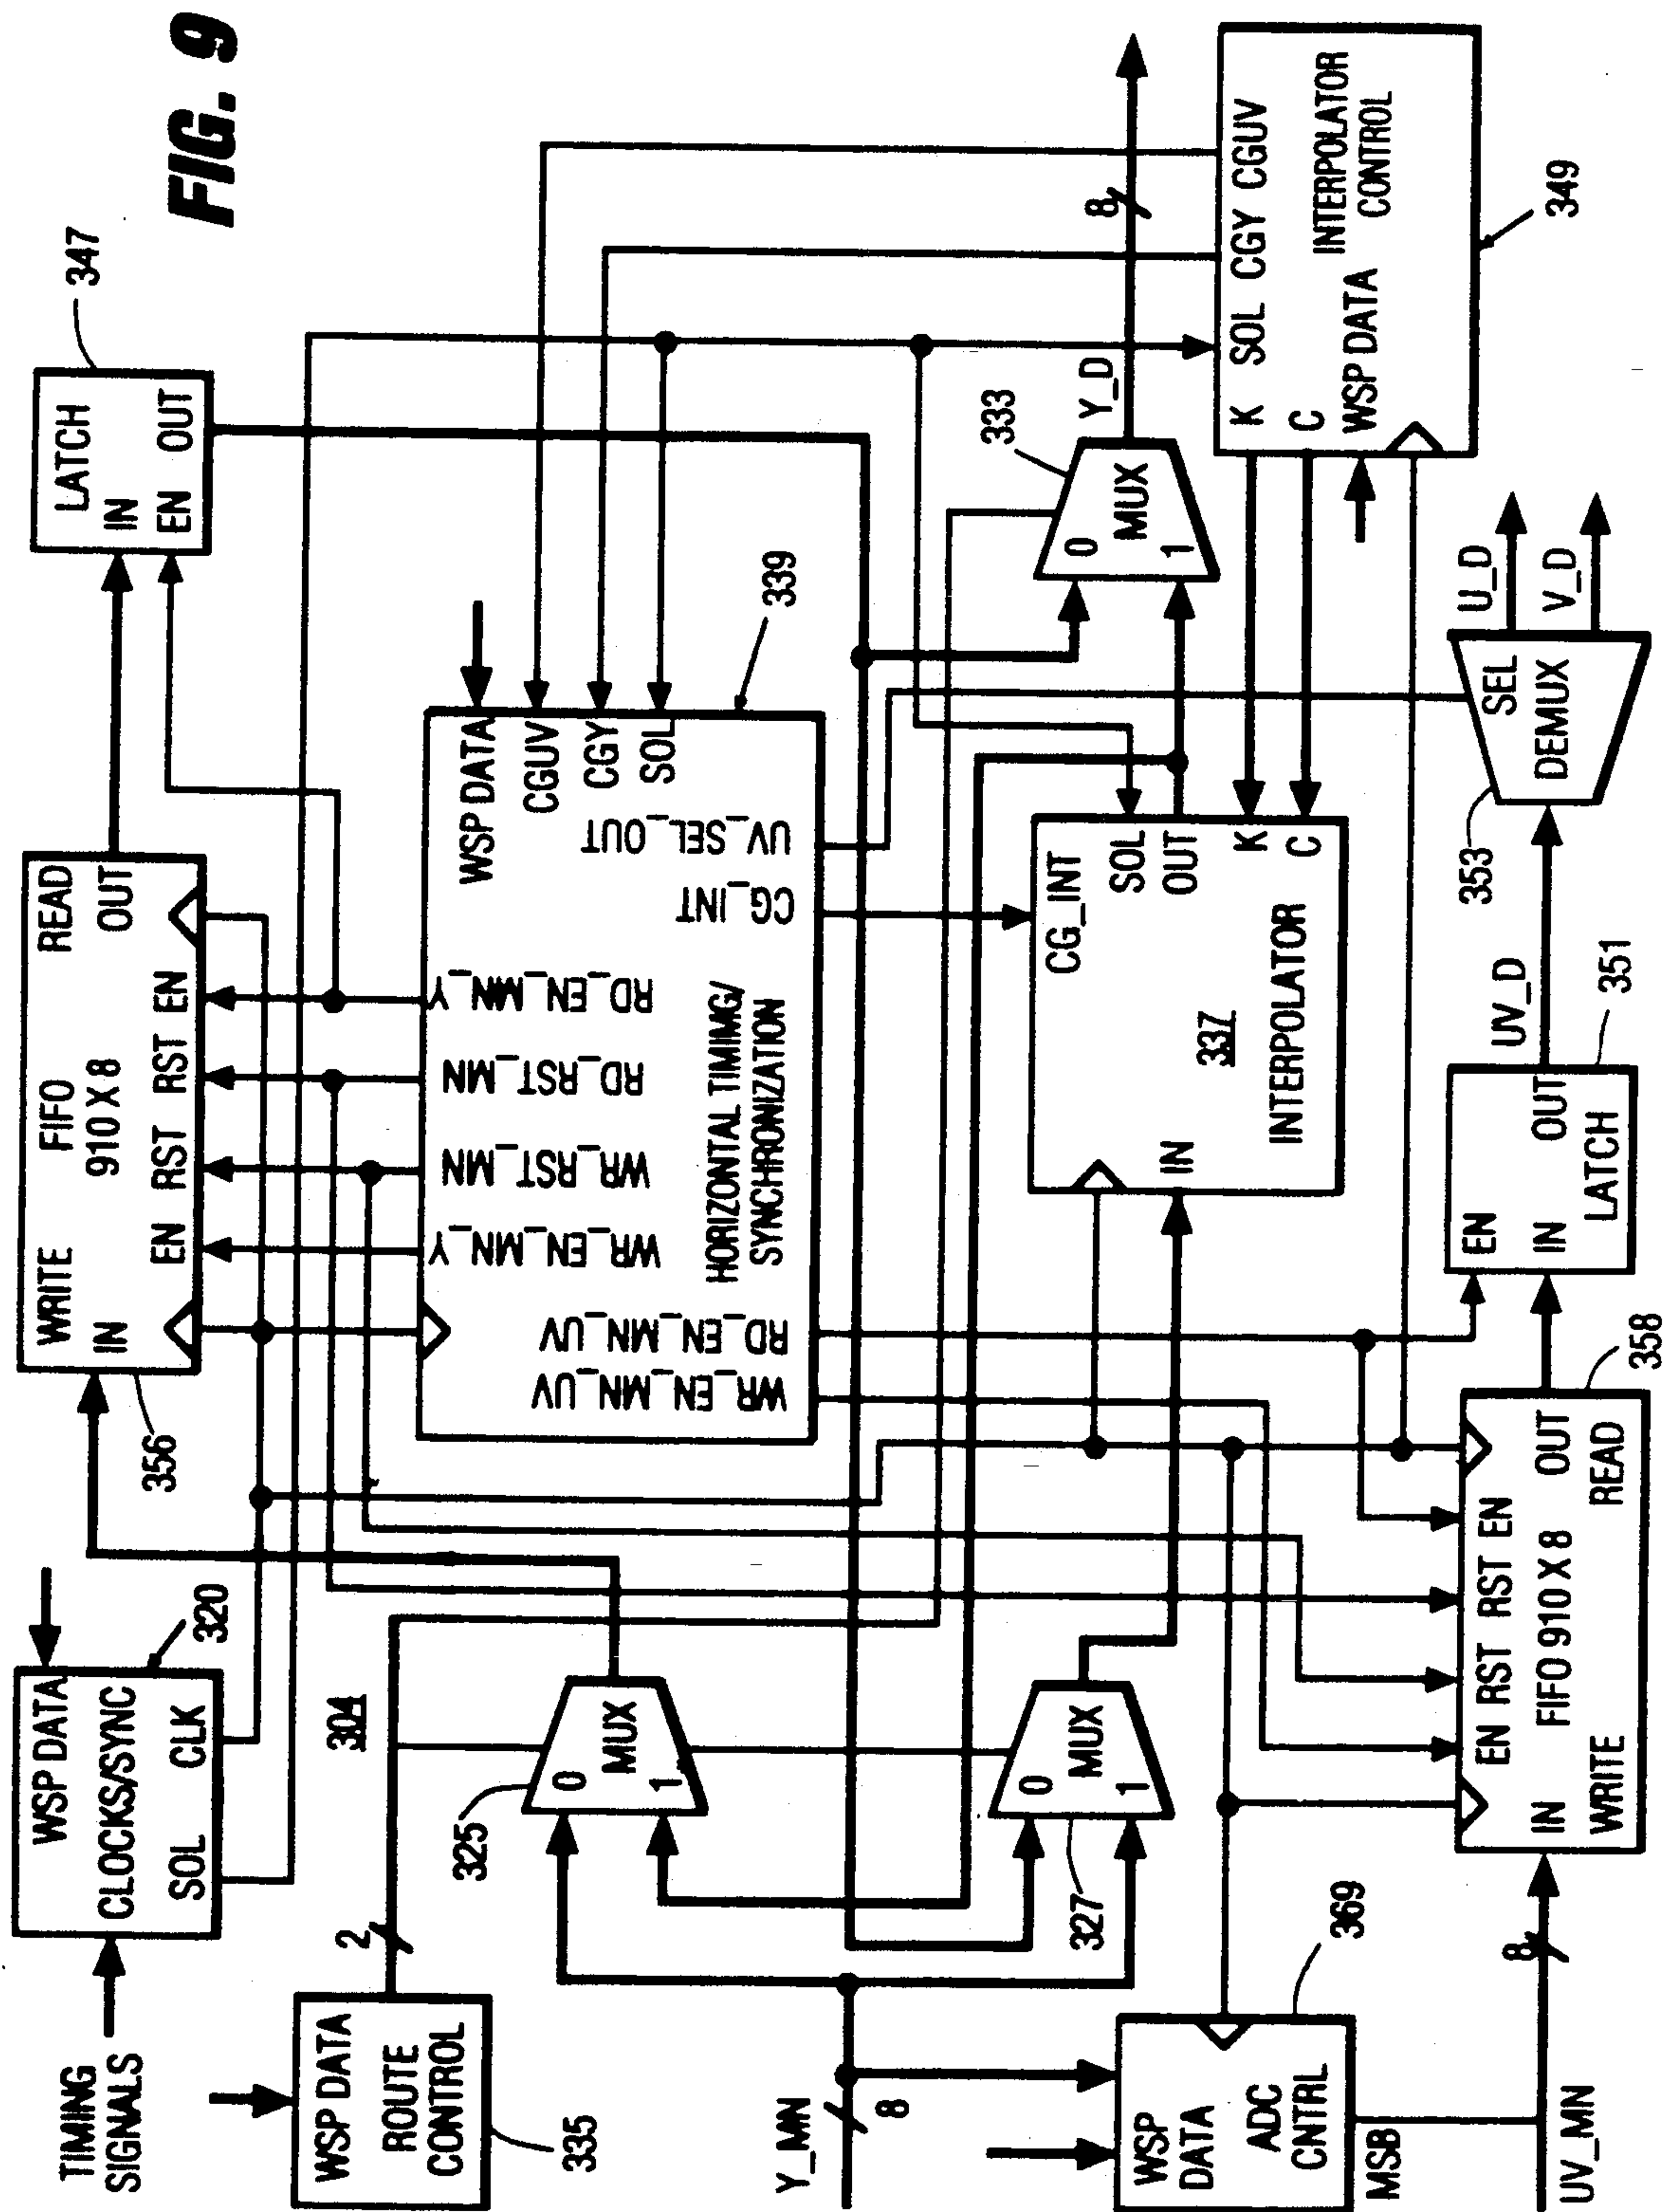 FIG. 9
TIMING
SIGNALS
WSP DATA
CLOCKS/SYNC
SOL CLK
320
WSP DATA
ROUTE
CONTROL
335
2
304
356
WRITE
FIFO
910 X 8
READ
IN
OUT
EN RST RST EN
347
LATCH
IN
EN OUT
WR_EN_MN_Y
WR_RST_MN
RD_RST_MN
RD_EN_MN_Y
HORIZONTAL TIMIMG/
SYNCHRONIZATION
RD_EN_MN_UV
WR_EN_MN_UV
CG_INT
UV_SEL_OUT
WSP DATA
CGUV
CGY
SOL
339
325
0
MUX
1
327
0
MUX
1
Y_MN
8
CG_INT
SOL
OUT
K
C
IN
337
INTERPOLATOR
333
0
MUX
1
Y_D
8
K SOL CGY CGUV
C
WSP DATA
INTERPOLATOR
CONTROL
349
WSP
DATA
ADC
CNTRL
369
MSB
UV_MN
8
EN RST RST EN
IN
FIFO 910 X 8
OUT
WRITE
READ
358
EN
IN
OUT
LATCH
351
UV_D
353
SEL
DEMUX
U_D
V_D